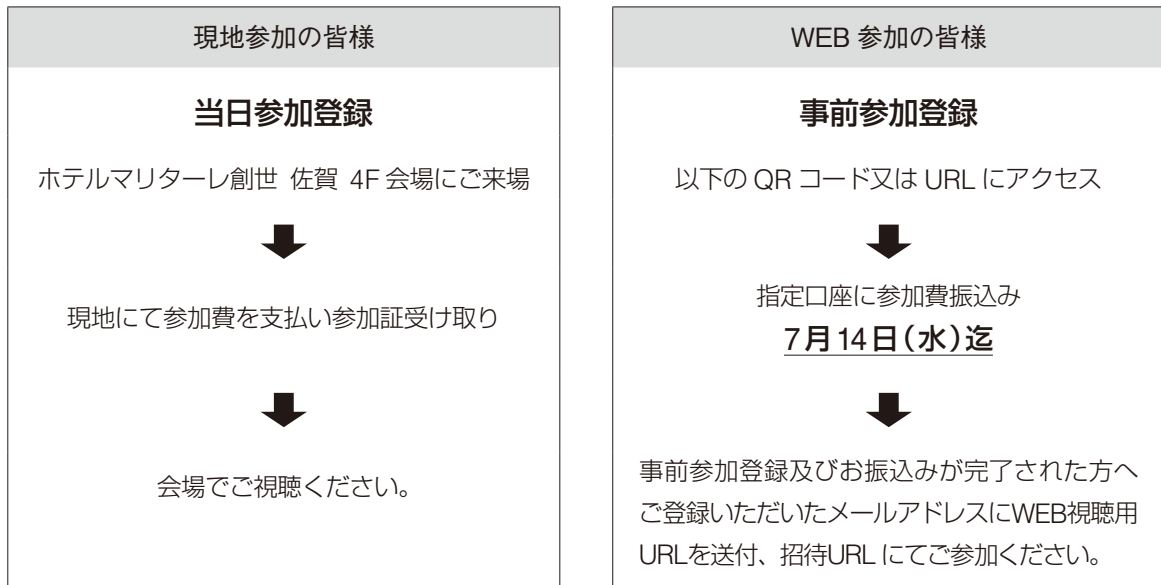 現地参加の皆様
当日参加登録
ホテルマリターレ創世 佐賀 4F 会場にご来場
現地にて参加費を支払い参加証受け取り
会場でご視聴ください。
WEB 参加の皆様
事前参加登録
以下の QR コード又は URL にアクセス
指定口座に参加費振込み
7月14日(水)迄
事前参加登録及びお振込みが完了された方へ
ご登録いただいたメールアドレスにWEB視聴用
URLを送付、招待URL にてご参加ください。